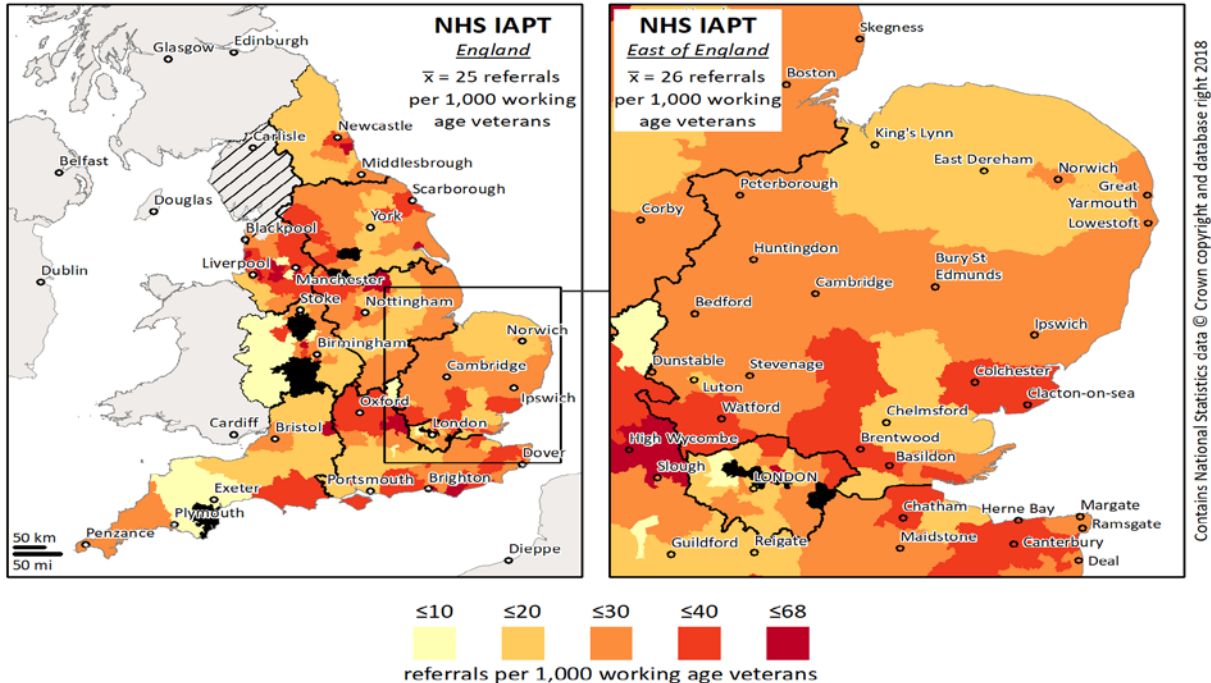 NHS IAPT
England
x̅ = 25 referrals
per 1,000 working
age veterans
Glasgow
Edinburgh
Newcastle
Carlisle
Belfast
Middlesbrough
Scarborough
Douglas
York
Blackpool
Liverpool
Dublin
Manchester
Stoke
Nottingham
Norwich
Birmingham
Cambridge
Ipswich
Oxford
Cardiff
Bristol
London
Dover
Portsmouth
Brighton
Exeter
Plymouth
Penzance
50 km
50 mi
Dieppe
NHS IAPT
East of England
x̅ = 26 referrals
per 1,000 working
age veterans
Skegness
Boston
King's Lynn
East Dereham
Norwich
Peterborough
Great
Yarmouth
Corby
Lowestoft
Huntingdon
Bury St
Edmunds
Cambridge
Bedford
Ipswich
Dunstable
Stevenage
Luton
Colchester
Clacton-on-sea
Watford
Chelmsford
High Wycombe
Brentwood
Basildon
Slough
LONDON
Chatham
Herne Bay
Margate
Ramsgate
Guildford
Reigate
Maidstone
Canterbury
Deal
Contains National Statistics data © Crown copyright and database right 2018
≤10 ≤20 ≤30 ≤40 ≤68
referrals per 1,000 working age veterans